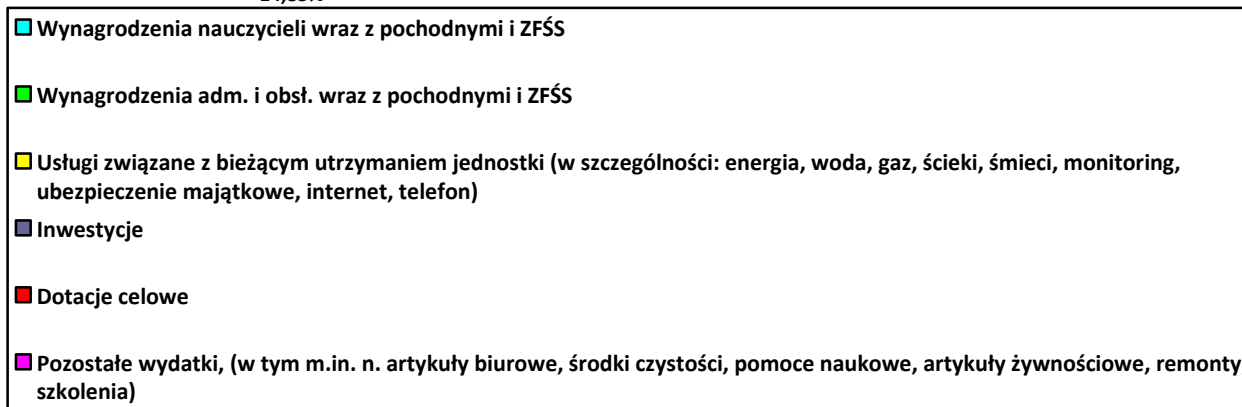 Wynagrodzenia nauczycieli wraz z pochodnymi i ZFŚS
Wynagrodzenia adm. i obsł. wraz z pochodnymi i ZFŚS
Usługi związane z bieżącym utrzymaniem jednostki (w szczególności: energia, woda, gaz, ścieki, śmieci, monitoring,
ubezpieczenie majątkowe, internet, telefon)
Inwestycje
Dotacje celowe
Pozostałe wydatki, (w tym m.in. n. artykuły biurowe, środki czystości, pomoce naukowe, artykuły żywnościowe, remonty
szkolenia)